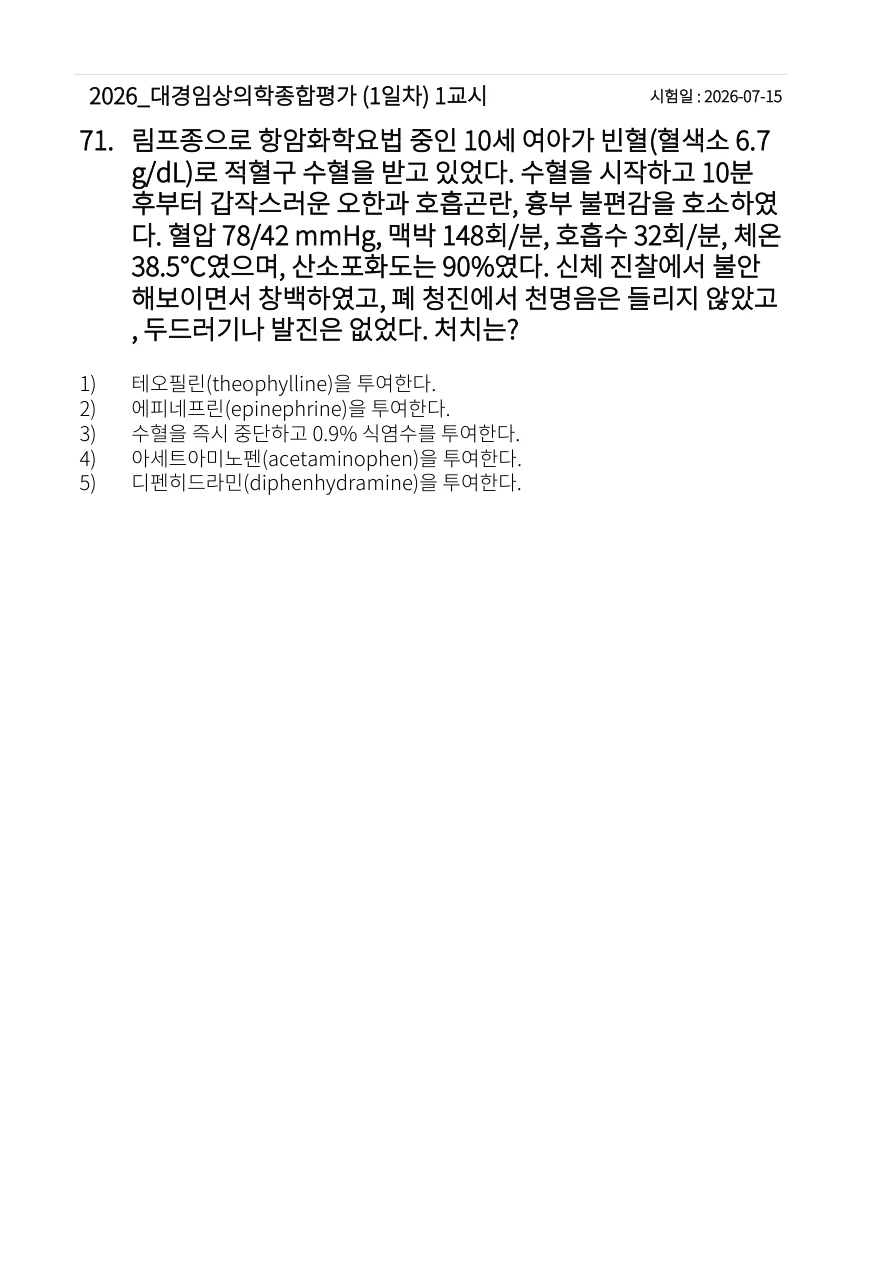 2026_대경임상의학종합평가 (1일차) 1교시
시험일 : 2026-07-15
71. 림프종으로 항암화학요법 중인 10세 여아가 빈혈(혈색소 6.7
g/dL)로 적혈구 수혈을 받고 있었다. 수혈을 시작하고 10분
후부터 갑작스러운 오한과 호흡곤란, 흉부 불편감을 호소하였
다. 혈압 78/42 mmHg, 맥박 148회/분, 호흡수 32회/분, 체온
38.5℃였으며, 산소포화도는 90%였다. 신체 진찰에서 불안
해보이면서 창백하였고, 폐 청진에서 천명음은 들리지 않았고
, 두드러기나 발진은 없었다. 처치는?
1) 테오필린(theophylline)을 투여한다.
2) 에피네프린(epinephrine)을 투여한다.
3) 수혈을 즉시 중단하고 0.9% 식염수를 투여한다.
4) 아세트아미노펜(acetaminophen)을 투여한다.
5) 디펜히드라민(diphenhydramine)을 투여한다.